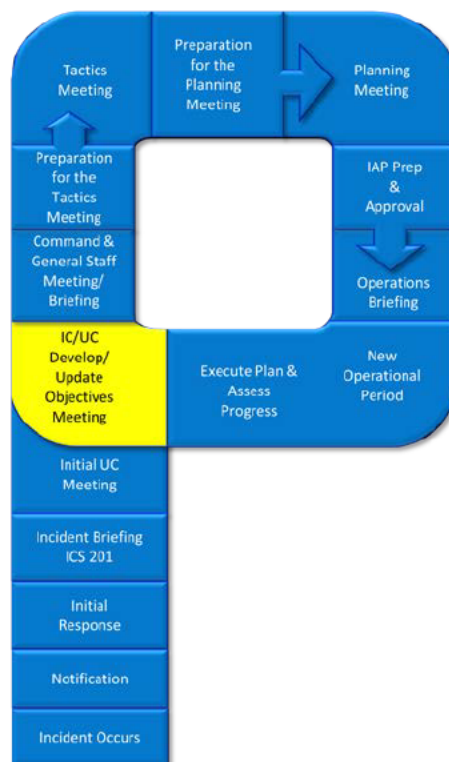 Tactics
Meeting
Preparation
for the
Planning
Meeting
Planning
Meeting
Preparation
for the
Tactics
Meeting
IAP Prep
&
Approval
Command &
General Staff
Meeting/
Briefing
Operations
Briefing
IC/UC
Develop/
Update
Objectives
Meeting
Execute Plan &
Assess
Progress
New
Operational
Period
Initial UC
Meeting
Incident Briefing
ICS 201
Initial
Response
Notification
Incident Occurs